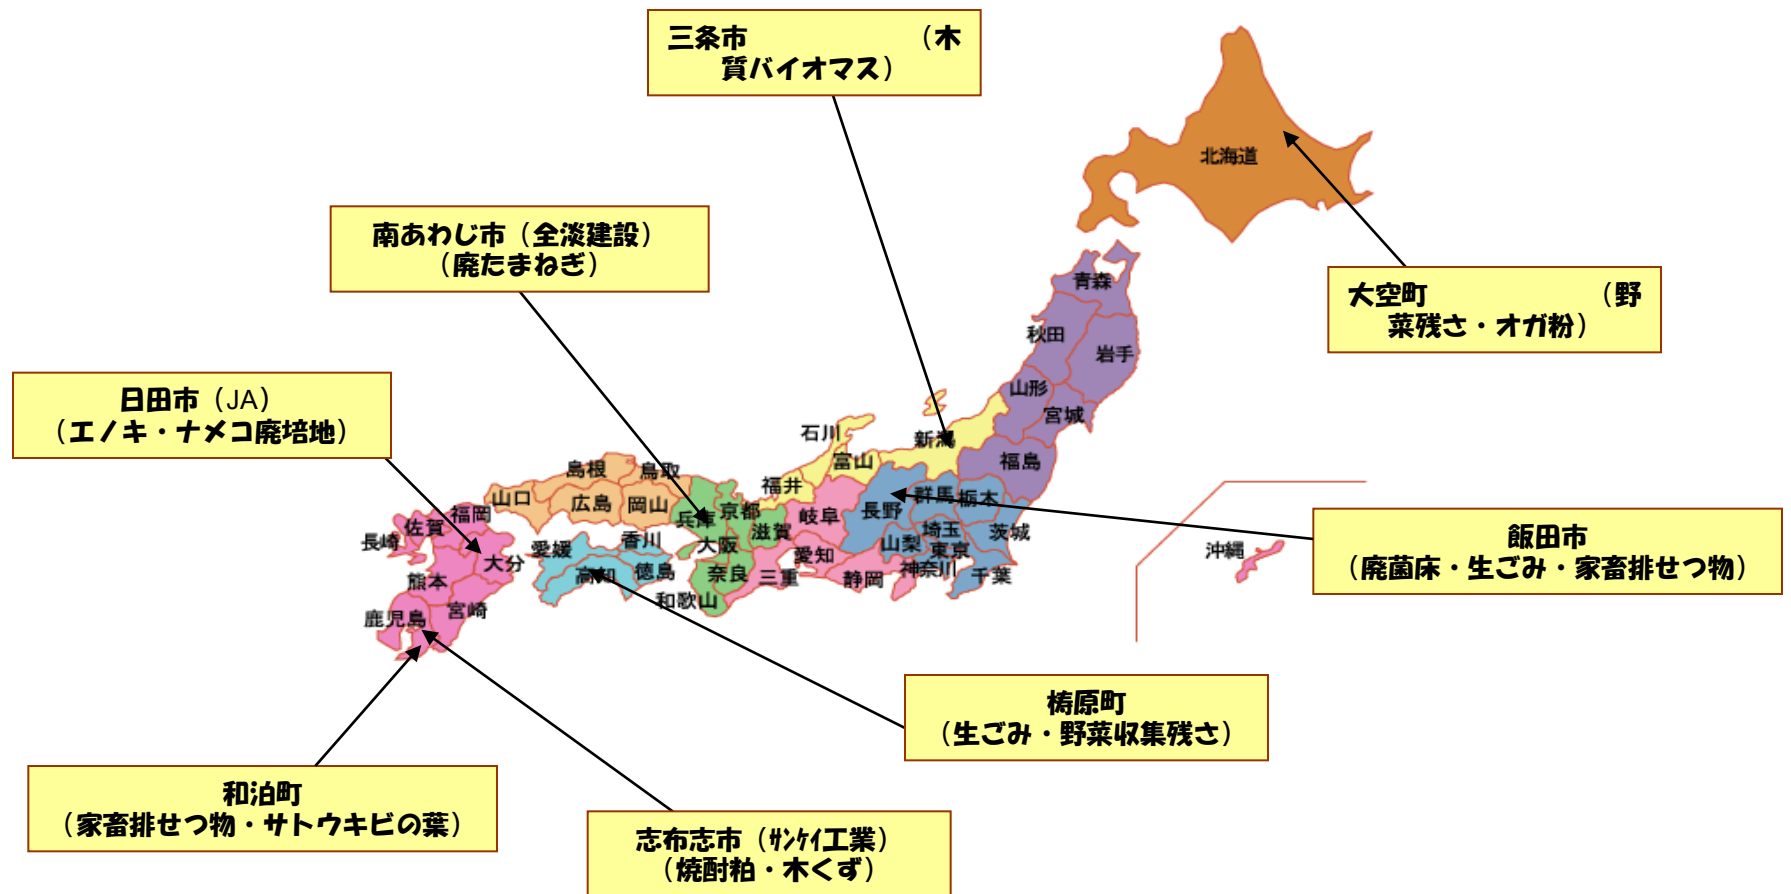 三条市 （木
質バイオマス）
北海道
南あわじ市（全淡建設）
（廃たまねぎ）
大空町 （野
菜残さ・オガ粉）
青森
秋田
岩手
山形
宮城
日田市（JA）
（エノキ・ナメコ廃培地）
石川
新潟
富山
福島
島根
鳥取
福井
群馬
栃木
山口
広島
岡山
兵庫
京都
滋賀
岐阜
長野
茨城
福岡
佐賀
長崎
大分
愛媛
香川
大阪
愛知
山梨
埼玉
東京
飯田市
（廃菌床・生ごみ・家畜排せつ物）
沖縄
熊本
高知
徳島
奈良
三重
静岡
神奈川
千葉
和歌山
鹿児島
宮崎
梼原町
（生ごみ・野菜収集残さ）
和泊町
（家畜排せつ物・サトウキビの葉）
志布志市（ｻﾝｹｲ工業）
（焼酎粕・木くず）